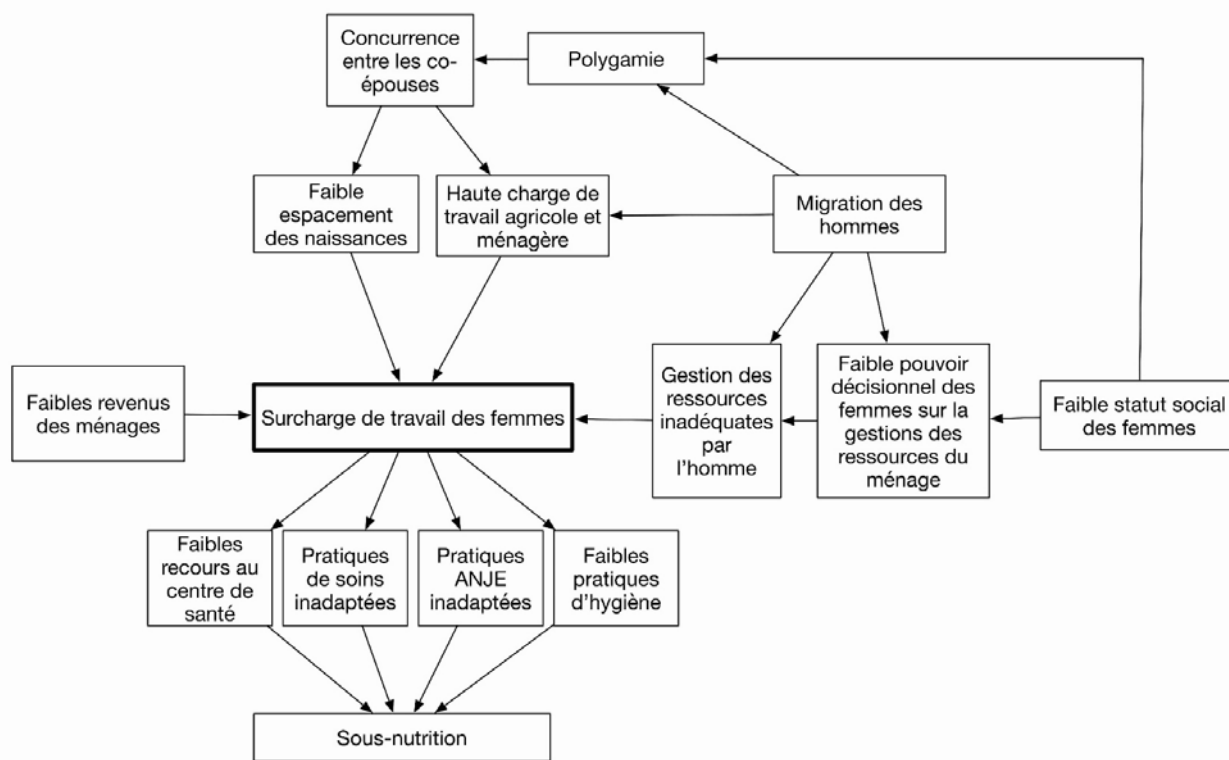 Concurrence
entre les co-
épouses
Polygamie
Faible
espacement
des naissances
Haute charge de
travail agricole et
ménagère
Migration des
hommes
Faibles revenus
des ménages
Surcharge de travail des femmes
Gestion des
ressources
inadéquates
par
l'homme
Faible pouvoir
décisionnel des
femmes sur la
gestions des
ressources du
ménage
Faible statut social
des femmes
Faibles
recours au
centre de
santé
Pratiques
de soins
inadaptées
Pratiques
ANJE
inadaptées
Faibles
pratiques
d'hygiène
Sous-nutrition